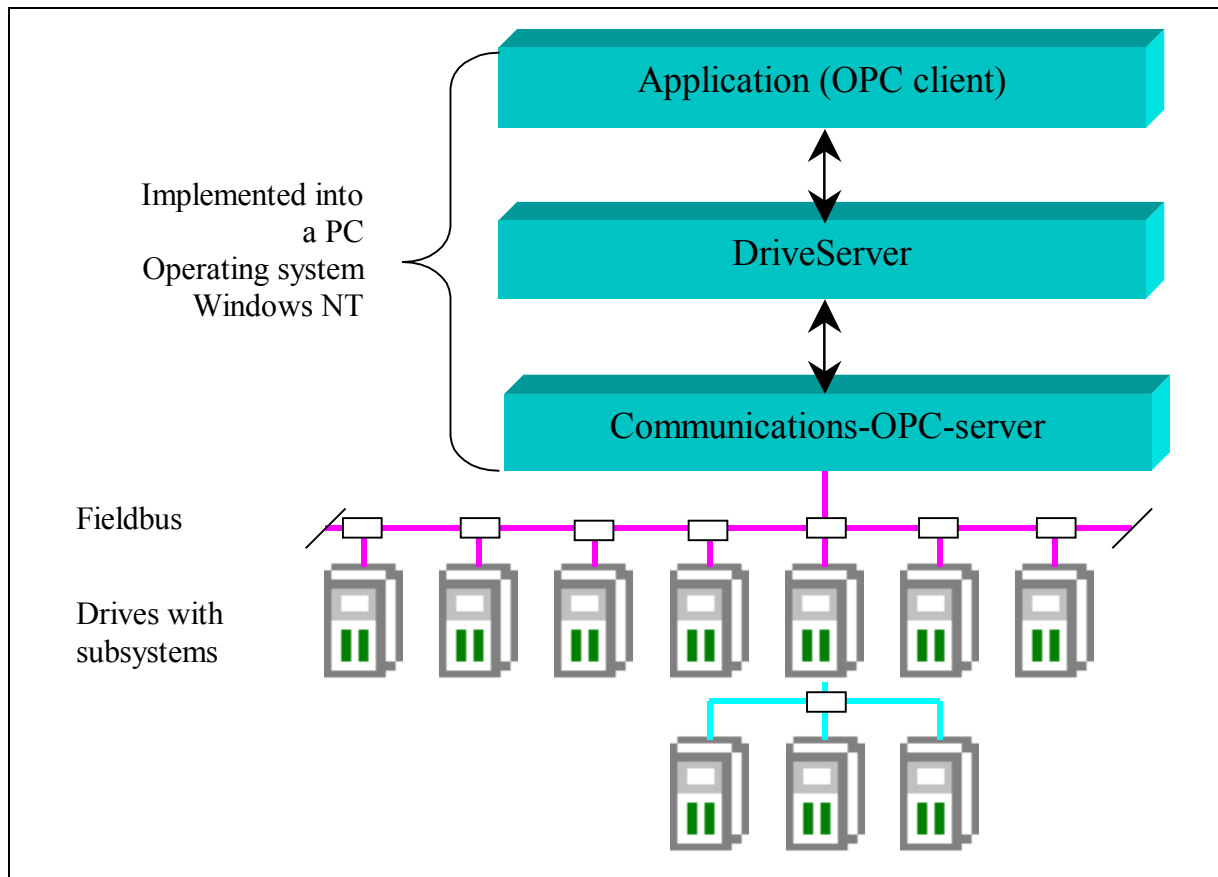 Application (OPC client)
Implemented into
a PC
Operating system
Windows NT
DriveServer
Communications-OPC-server
Fieldbus
Drives with
subsystems